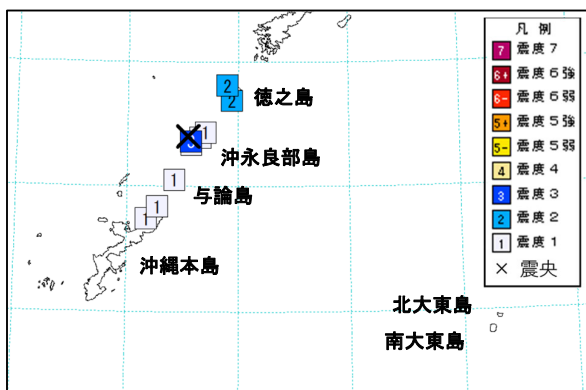 凡 例
7 震度７
6+ 震度６強
6- 震度６弱
5+ 震度５強
5- 震度５弱
4 震度４
3 震度３
2 震度２
1 震度１
× 震央
2
2
徳之島
1
3
沖永良部島
1
与論島
1
1
沖縄本島
北大東島
南大東島